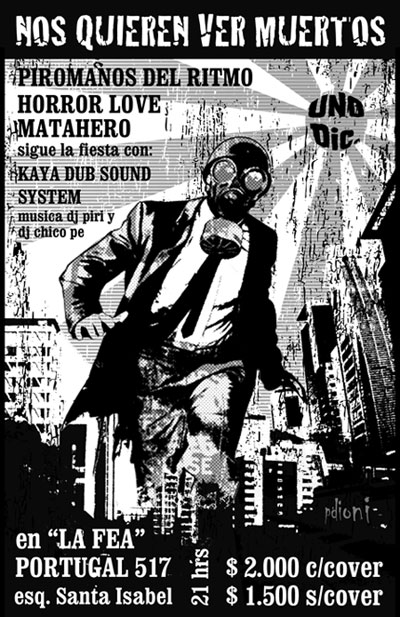 NOS QUIEREN VER MUERTOS
PIROMAÑOS DEL RITMO
HORROR LOVE
MATAHERO
sigue la fiesta con:
KAYA DUB SOUND
SYSTEM
musica dj piri y
dj chico pe
UNO
Dic.
SE
pdioni
en "LA FEA"
PORTUGAL 517
esq. Santa Isabel
21 hrs
$ 2.000 c/cover
$ 1.500 s/cover